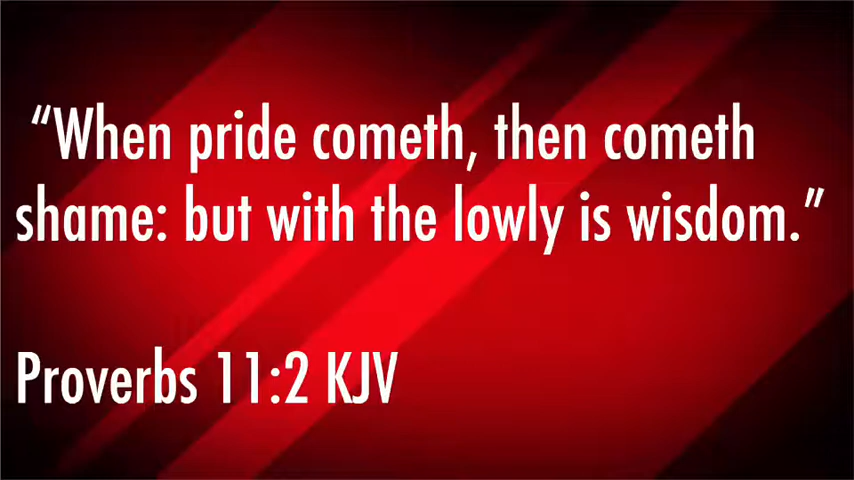 “When pride cometh, then cometh
shame: but with the lowly is wisdom.”
Proverbs 11:2 KJV